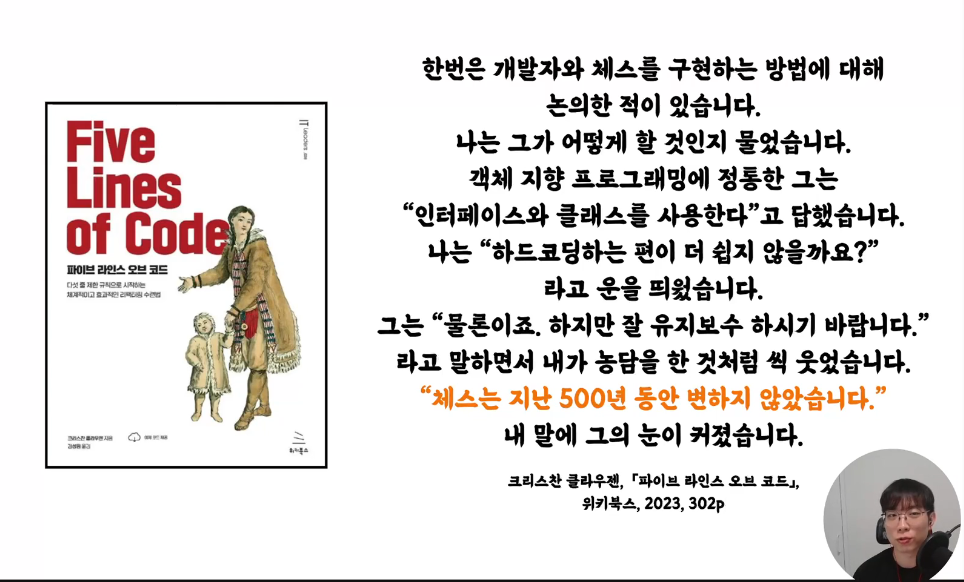 Five
Lines
of Code
파이브 라인스 오브 코드
다섯 줄 제한 규칙으로 시작하는
체계적이고 효과적인 리팩터링 수련법
크리스찬 클라우젠 지음
김성원 옮김
예제 코드 제공
위키북스
한번은 개발자와 체스를 구현하는 방법에 대해
논의한 적이 있습니다.
나는 그가 어떻게 할 것인지 물었습니다.
객체 지향 프로그래밍에 정통한 그는
“인터페이스와 클래스를 사용한다”고 답했습니다.
나는 “하드코딩하는 편이 더 쉽지 않을까요?”
라고 운을 띄웠습니다.
그는 “물론이죠. 하지만 잘 유지보수 하시기 바랍니다.”
라고 말하면서 내가 농담을 한 것처럼 씩 웃었습니다.
“체스는 지난 500년 동안 변하지 않았습니다.”
내 말에 그의 눈이 커졌습니다.
크리스찬 클라우젠, 「파이브 라인스 오브 코드」,
위키북스, 2023, 302p